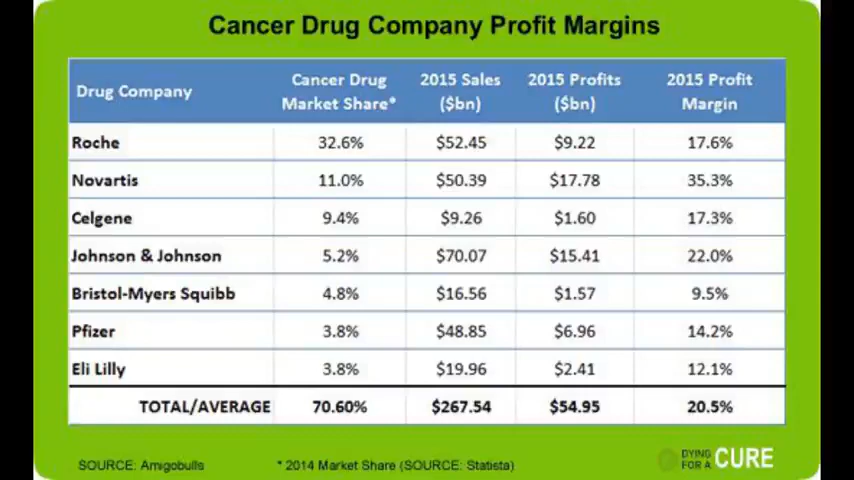 Cancer Drug Company Profit Margins
Drug Company Cancer Drug Market Share* 2015 Sales ($bn) 2015 Profits ($bn) 2015 Profit Margin
Roche 32.6% $52.45 $9.22 17.6%
Novartis 11.0% $50.39 $17.78 35.3%
Celgene 9.4% $9.26 $1.60 17.3%
Johnson & Johnson 5.2% $70.07 $15.41 22.0%
Bristol-Myers Squibb 4.8% $16.56 $1.57 9.5%
Pfizer 3.8% $48.85 $6.96 14.2%
Eli Lilly 3.8% $19.96 $2.41 12.1%
TOTAL/AVERAGE 70.60% $267.54 $54.95 20.5%
SOURCE: Amigobulls * 2014 Market Share (SOURCE: Statista)
DYING FOR A CURE